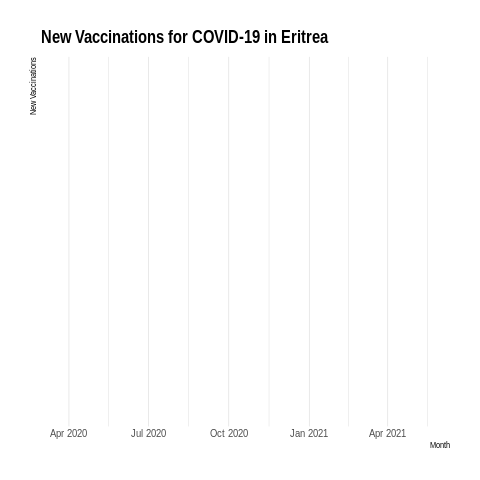 New Vaccinations for COVID-19 in Eritrea
New Vaccinations
Apr 2020 Jul 2020 Oct 2020 Jan 2021 Apr 2021
Month